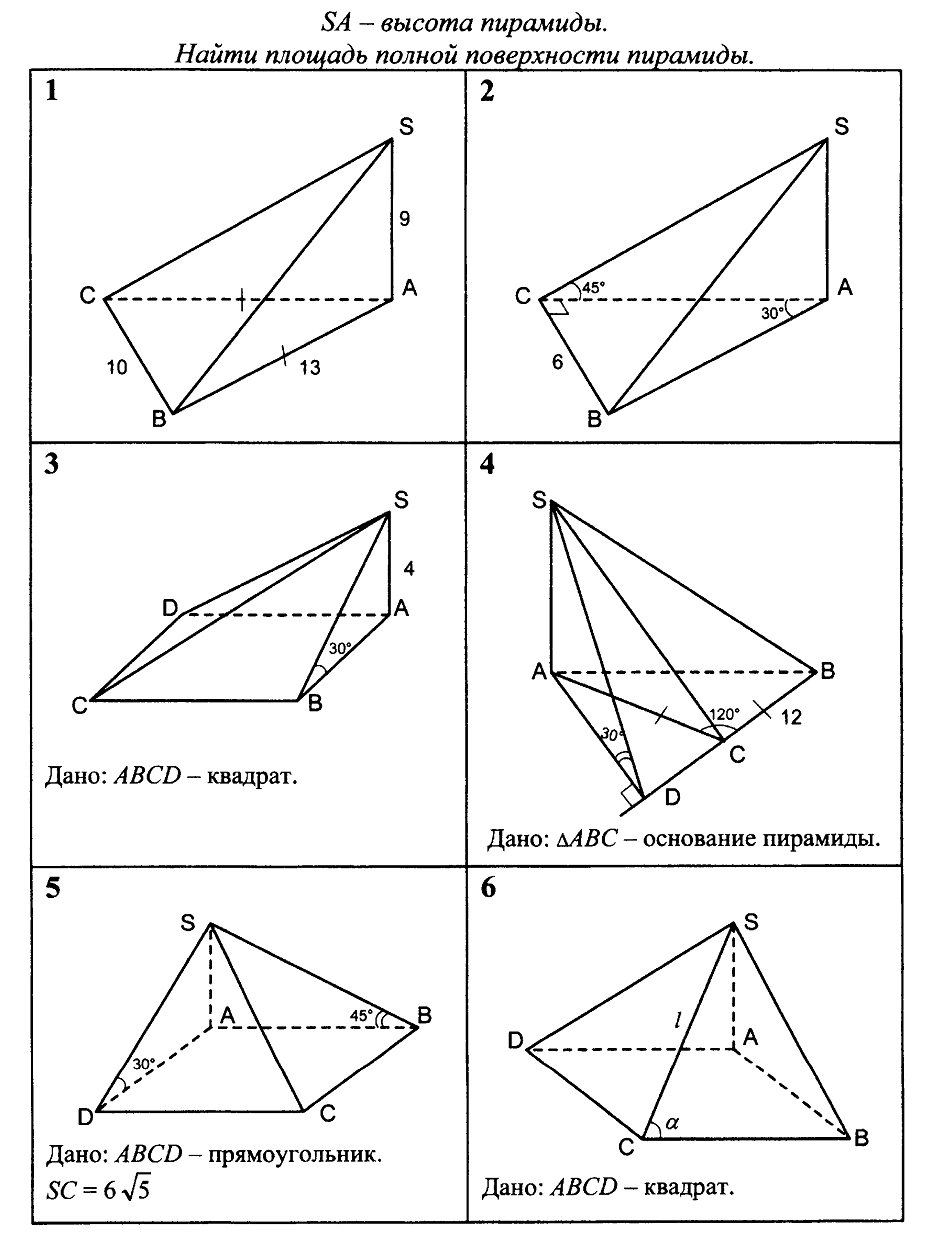 SA – высота пирамиды.
Найти площадь полной поверхности пирамиды.
1
S
9
C
A
10
13
B
2
S
C
45°
A
30°
6
B
3
S
4
D
A
30°
C
B
Дано: ABCD – квадрат.
4
S
A
B
120°
12
30°
C
D
Дано: ΔABC – основание пирамиды.
5
S
A
45°
B
30°
D
C
Дано: ABCD – прямоугольник.
SC = 6√5
6
S
l
D
A
α
C
B
Дано: ABCD – квадрат.